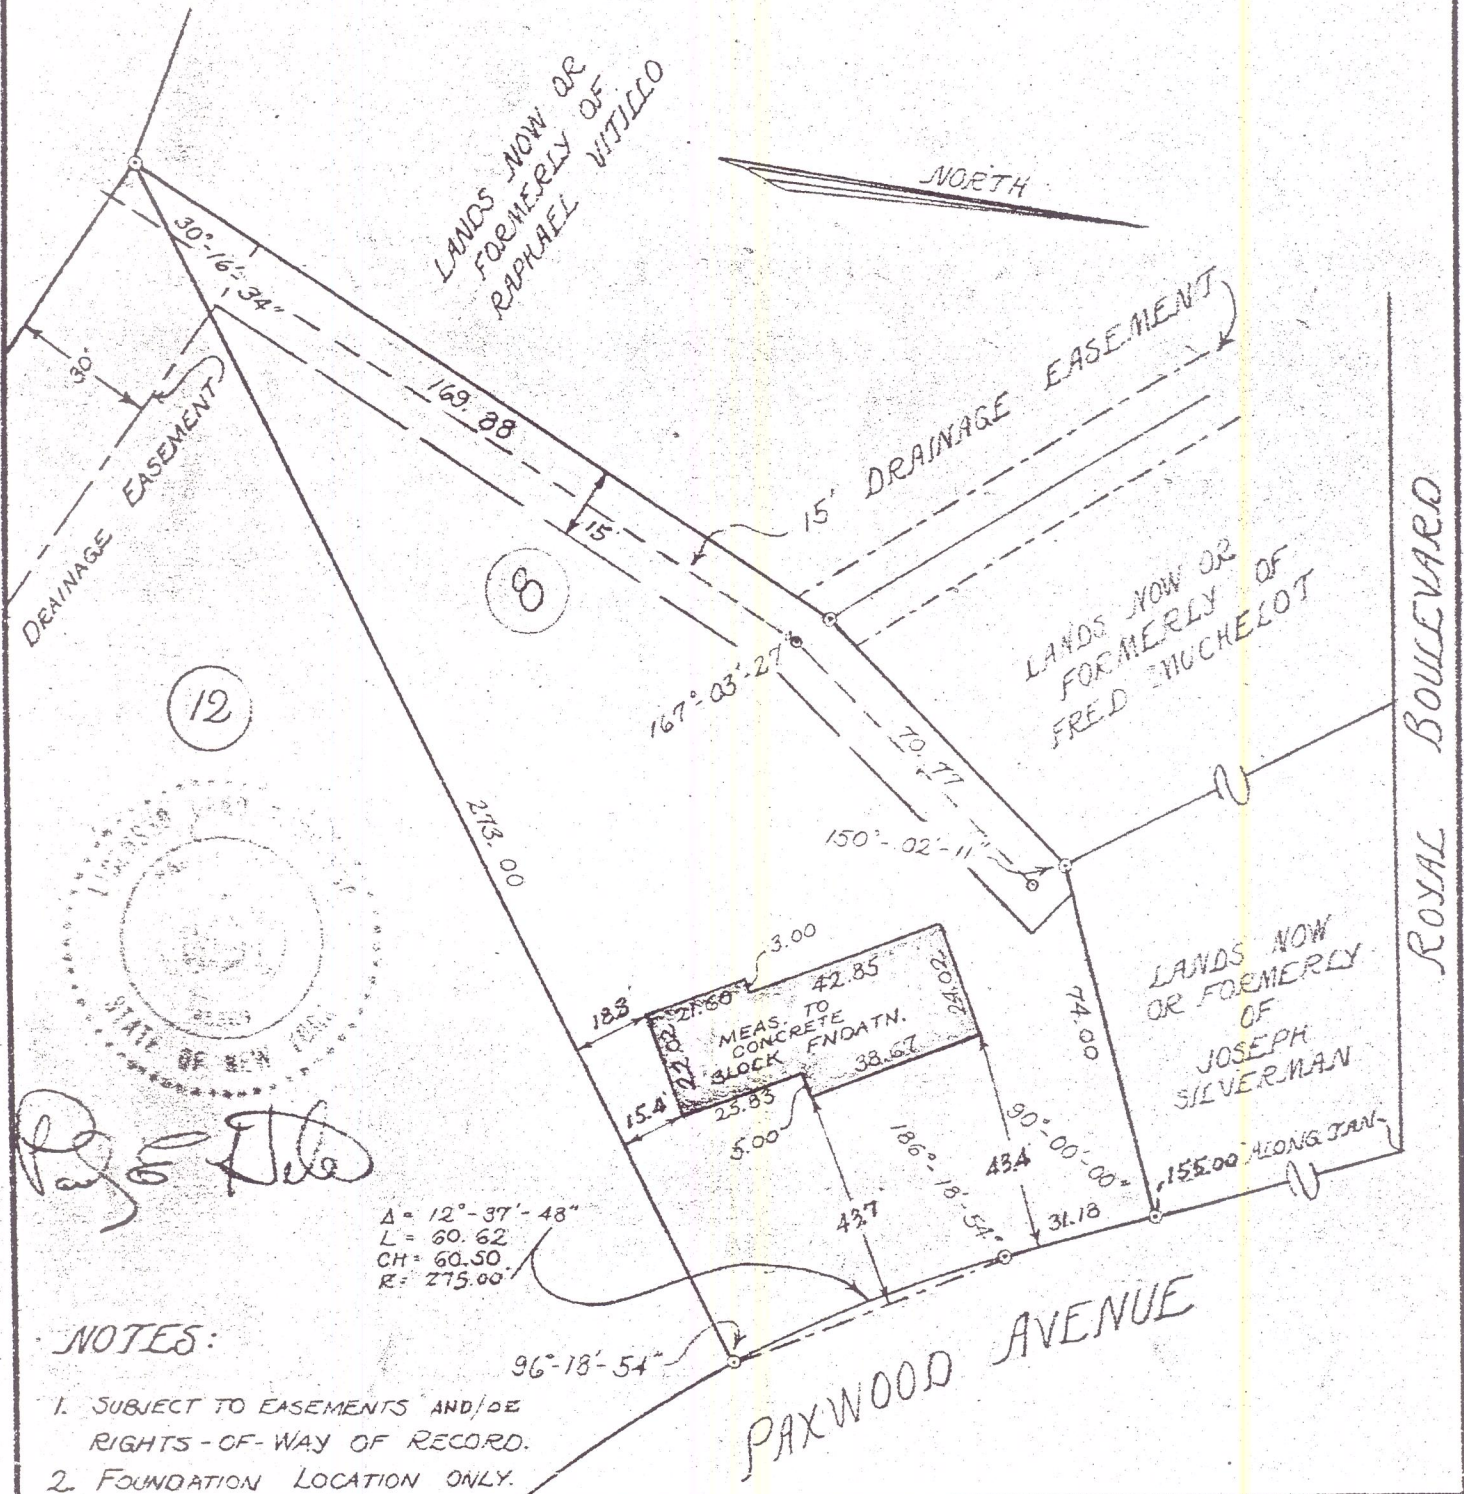 LANDS NOW OR
FORMERLY OF
RAPHAEL VITILLO
NORTH
30°-16'-34"
30'
DRAINAGE EASEMENT
169.88
15'
15' DRAINAGE EASEMENT
8
12
167°-03'-27"
70.77
LANDS NOW OR
FORMERLY OF
FRED
ROYAL BOULEVARD
273.00
150°-02'-11"
STATE OF NEW
3.00
42.85
21.60
18.3'
22.02
24.02
MEAS. TO
CONCRETE
BLOCK FNDATN.
38.67
25.83
15.4'
5.00
74.00
LANDS NOW
OR FORMERLY
OF
JOSEPH
SILVERMAN
90°-00'-00"
186°-18'-54"
43.4'
43.7'
31.18
155.00 ALONG TAN.
Δ = 12°-37'-48"
L = 60.62
CH = 60.50
R = 275.00
96°-18'-54"
PAXWOOD AVENUE
NOTES:
1. SUBJECT TO EASEMENTS AND/OR
RIGHTS-OF-WAY OF RECORD.
2. FOUNDATION LOCATION ONLY.